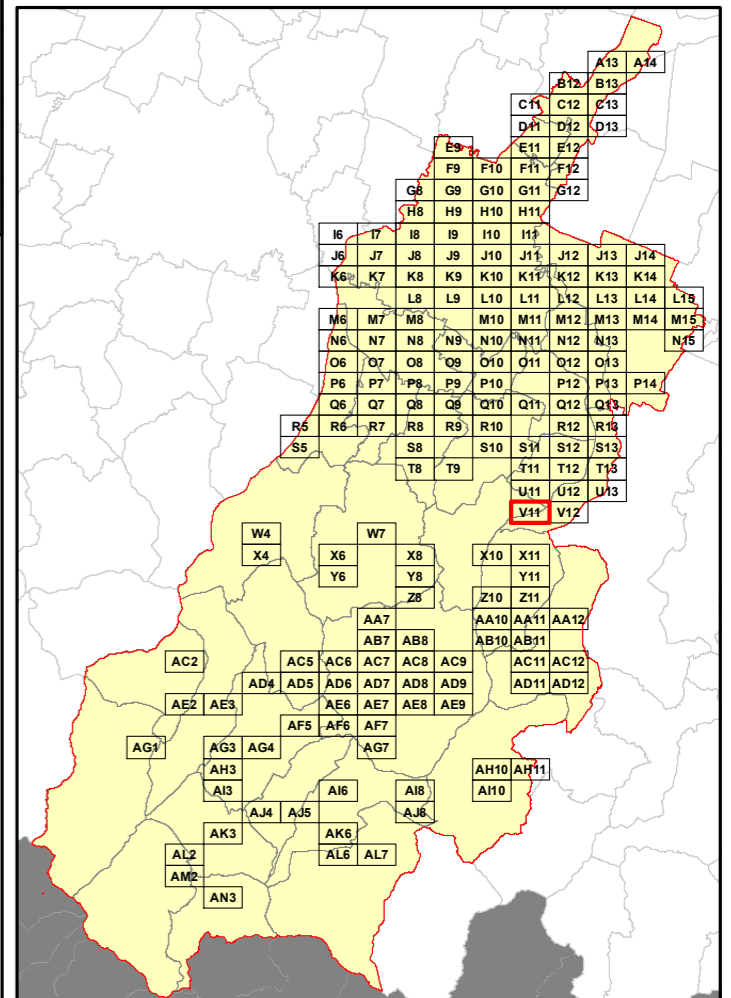 A13 A14
B12 B13
C11 C12 C13
D11 D12 D13
E9 E11 E12
F9 F10 F11 F12
G8 G9 G10 G11 G12
H8 H9 H10 H11
I6 I7 I8 I9 I10 I11
J6 J7 J8 J9 J10 J11 J12 J13 J14
K6 K7 K8 K9 K10 K11 K12 K13 K14
L8 L9 L10 L11 L12 L13 L14 L15
M6 M7 M8 M10 M11 M12 M13 M14 M15
N6 N7 N8 N9 N10 N11 N12 N13 N15
O6 O7 O8 O9 O10 O11 O12 O13
P6 P7 P8 P9 P10 P12 P13 P14
Q6 Q7 Q8 Q9 Q10 Q11 Q12 Q13
R5 R6 R7 R8 R9 R10 R12 R13
S5 S8 S10 S11 S12 S13
T8 T9 T11 T12 T13
U11 U12 U13
V11 V12
W4 W7
X4 X6 X8 X10 X11
Y6 Y8 Y11
Z8 Z10 Z11
AA7 AA10 AA11 AA12
AB7 AB8 AB10 AB11
AC2 AC5 AC6 AC7 AC8 AC9 AC11 AC12
AD4 AD5 AD6 AD7 AD8 AD9 AD11 AD12
AE2 AE3 AE6 AE7 AE8 AE9
AF5 AF6 AF7
AG1 AG3 AG4 AG7
AH3 AH10 AH11
AI3 AI6 AI8 AI10
AJ4 AJ5 AJ8
AK3 AK6
AL2 AL6 AL7
AM2
AN3